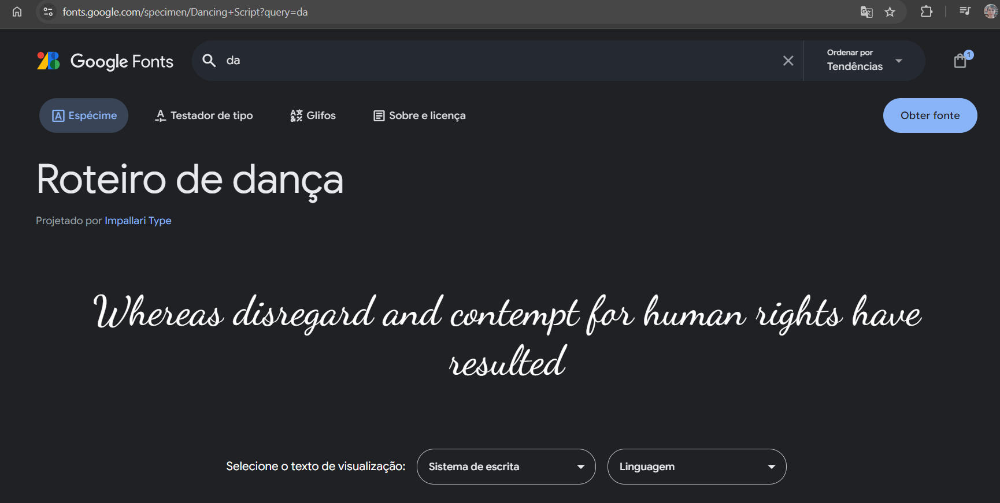 fonts.google.com/specimen/Dancing+Script?query=da
Google Fonts
da
Ordenar por
Tendências
1
Espécime
Testador de tipo
Glifos
Sobre e licença
Obter fonte
Roteiro de dança
Projetado por Impallari Type
Whereas disregard and contempt for human rights have
resulted
Selecione o texto de visualização:
Sistema de escrita
Linguagem